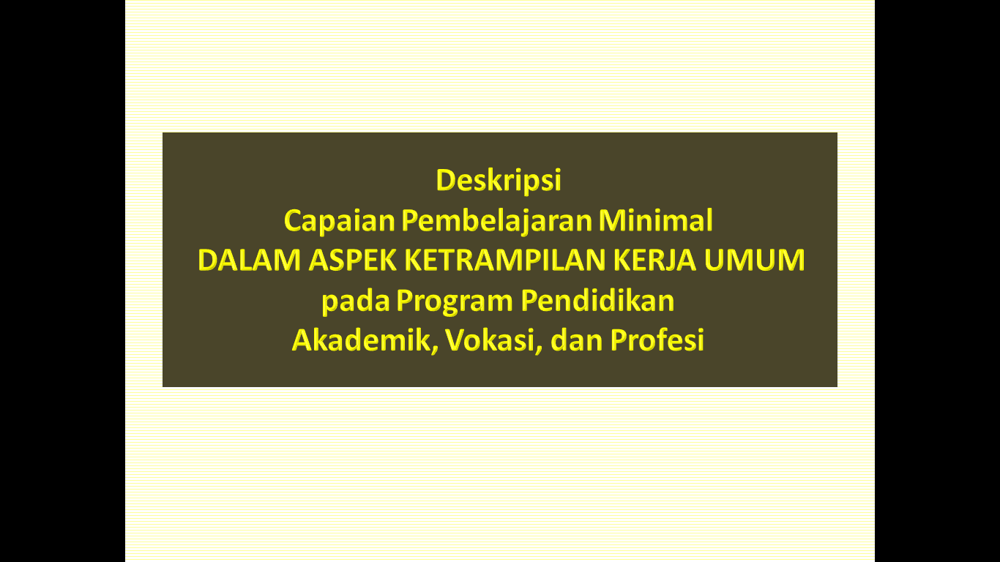 Deskripsi
Capaian Pembelajaran Minimal
DALAM ASPEK KETRAMPILAN KERJA UMUM
pada Program Pendidikan
Akademik, Vokasi, dan Profesi